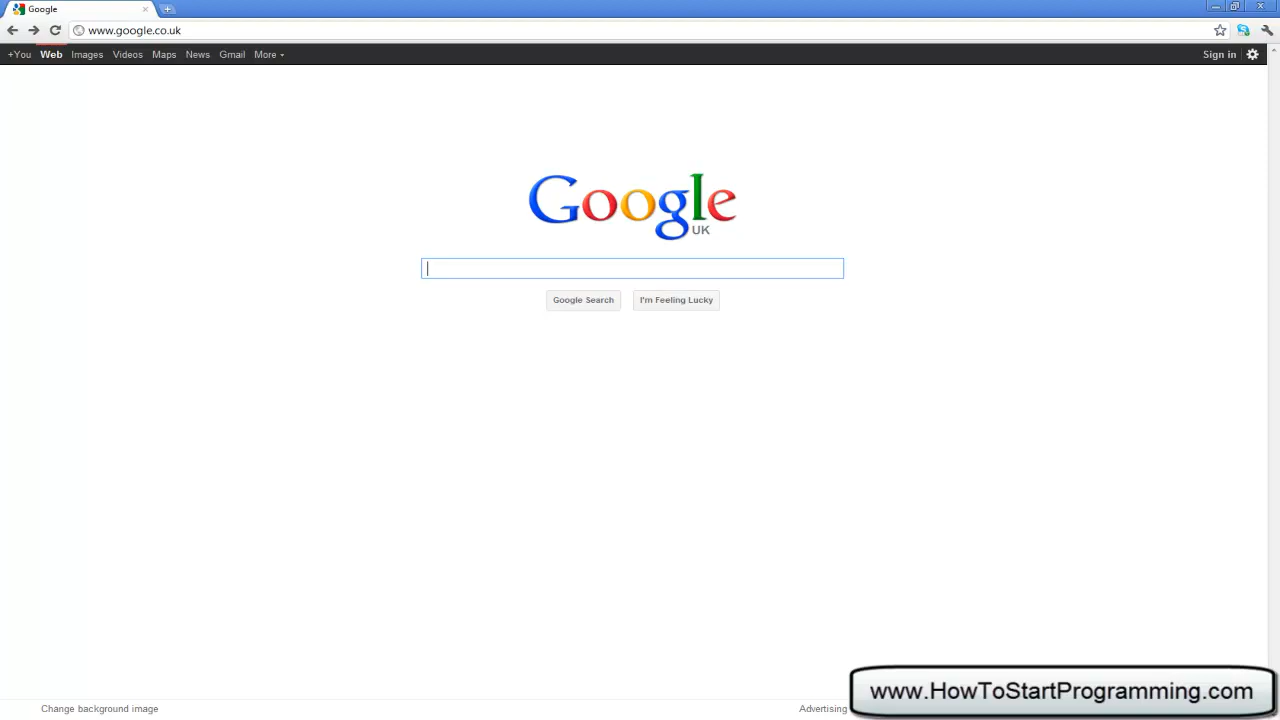 Google
www.google.co.uk
+You Web Images Videos Maps News Gmail More Sign in
Google
UK
Google Search I'm Feeling Lucky
Change background image Advertising
www.HowToStartProgramming.com